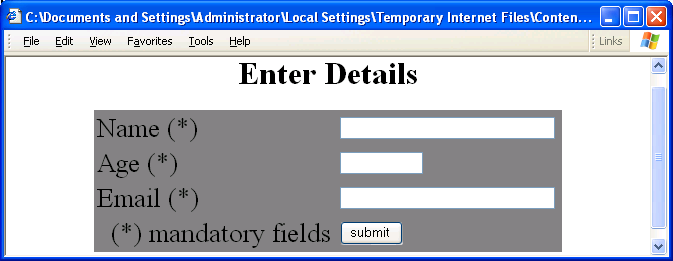 C:\Documents and Settings\Administrator\Local Settings\Temporary Internet Files\Conten...
File Edit View Favorites Tools Help Links
Enter Details
Name (*)
Age (*)
Email (*)
(*) mandatory fields submit